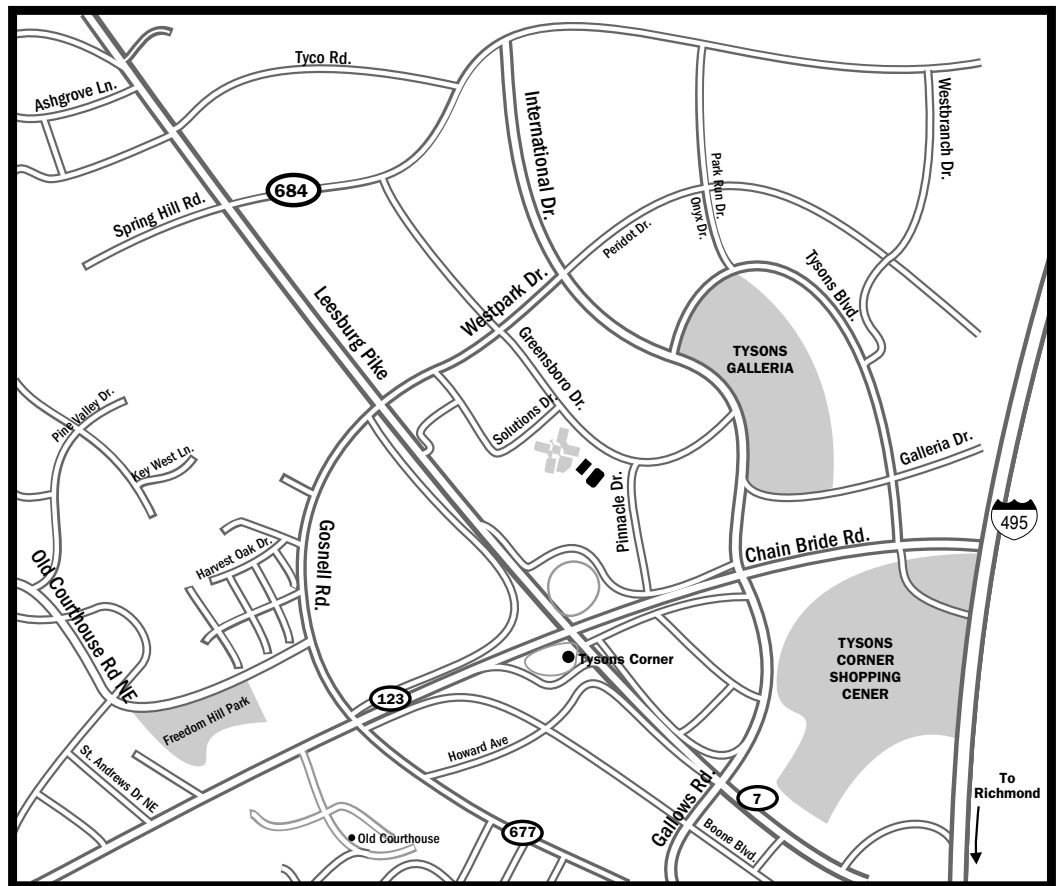 Tyco Rd.
Ashgrove Ln.
International Dr.
Westbranch Dr.
684
Spring Hill Rd.
Park Run Dr.
Onyx Dr.
Peridot Dr.
Tysons Blvd.
Leesburg Pike
Westpark Dr.
Greensboro Dr.
TYSONS
GALLERIA
Pine Valley Dr.
Solutions Dr.
Key West Ln.
Galleria Dr.
Pinnacle Dr.
495
Gosnell Rd.
Chain Bride Rd.
Harvest Oak Dr.
Old Courthouse Rd NE
Tysons Corner
TYSONS
CORNER
SHOPPING
CENER
123
Freedom Hill Park
Howard Ave
St. Andrews Dr NE
Gallows Rd.
7
To
Richmond
677
Boone Blvd.
Old Courthouse